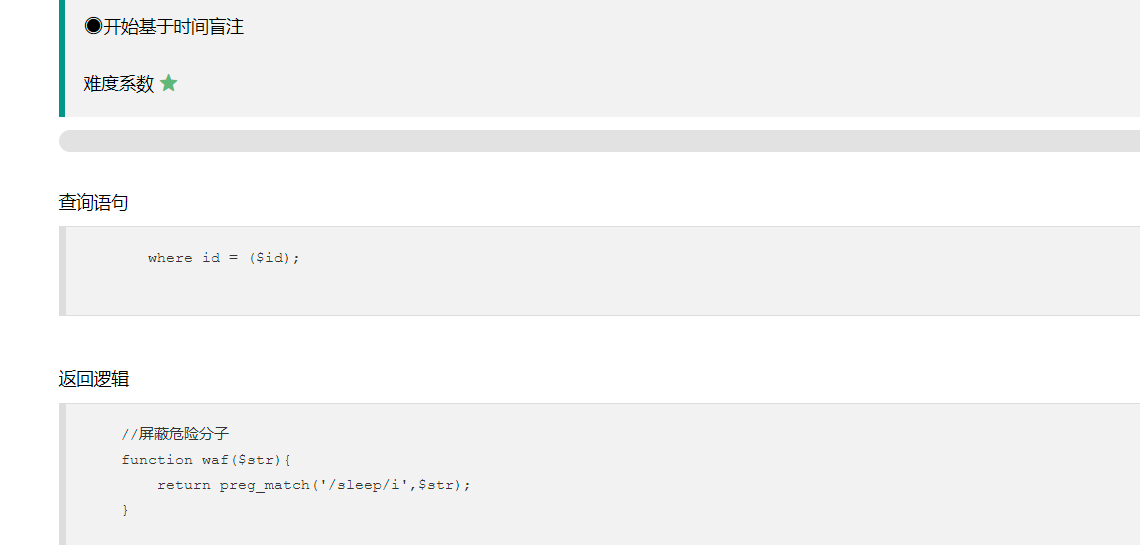 ◉开始基于时间盲注
难度系数 ★
查询语句
where id = ($id);
返回逻辑
//屏蔽危险分子
function waf($str){
return preg_match('/sleep/i',$str);
}